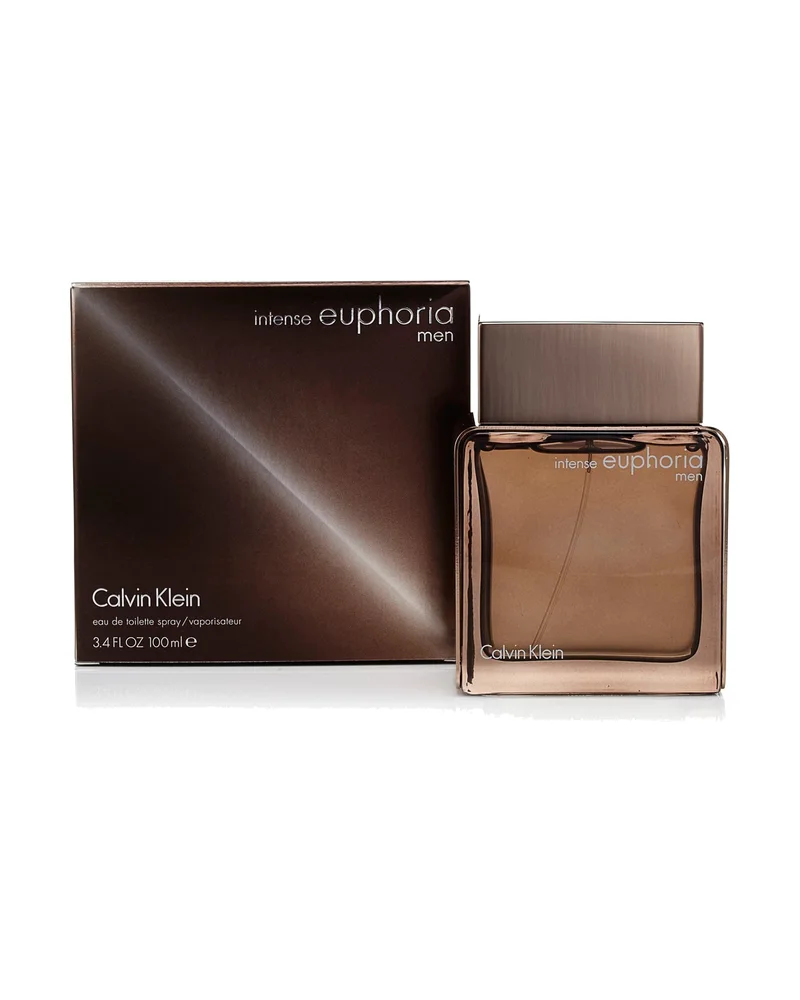 intense euphoria
men
Calvin Klein
eau de toilette spray/vaporisateur
3.4 FL OZ 100 ml ℮
intense euphoria
men
Calvin Klein